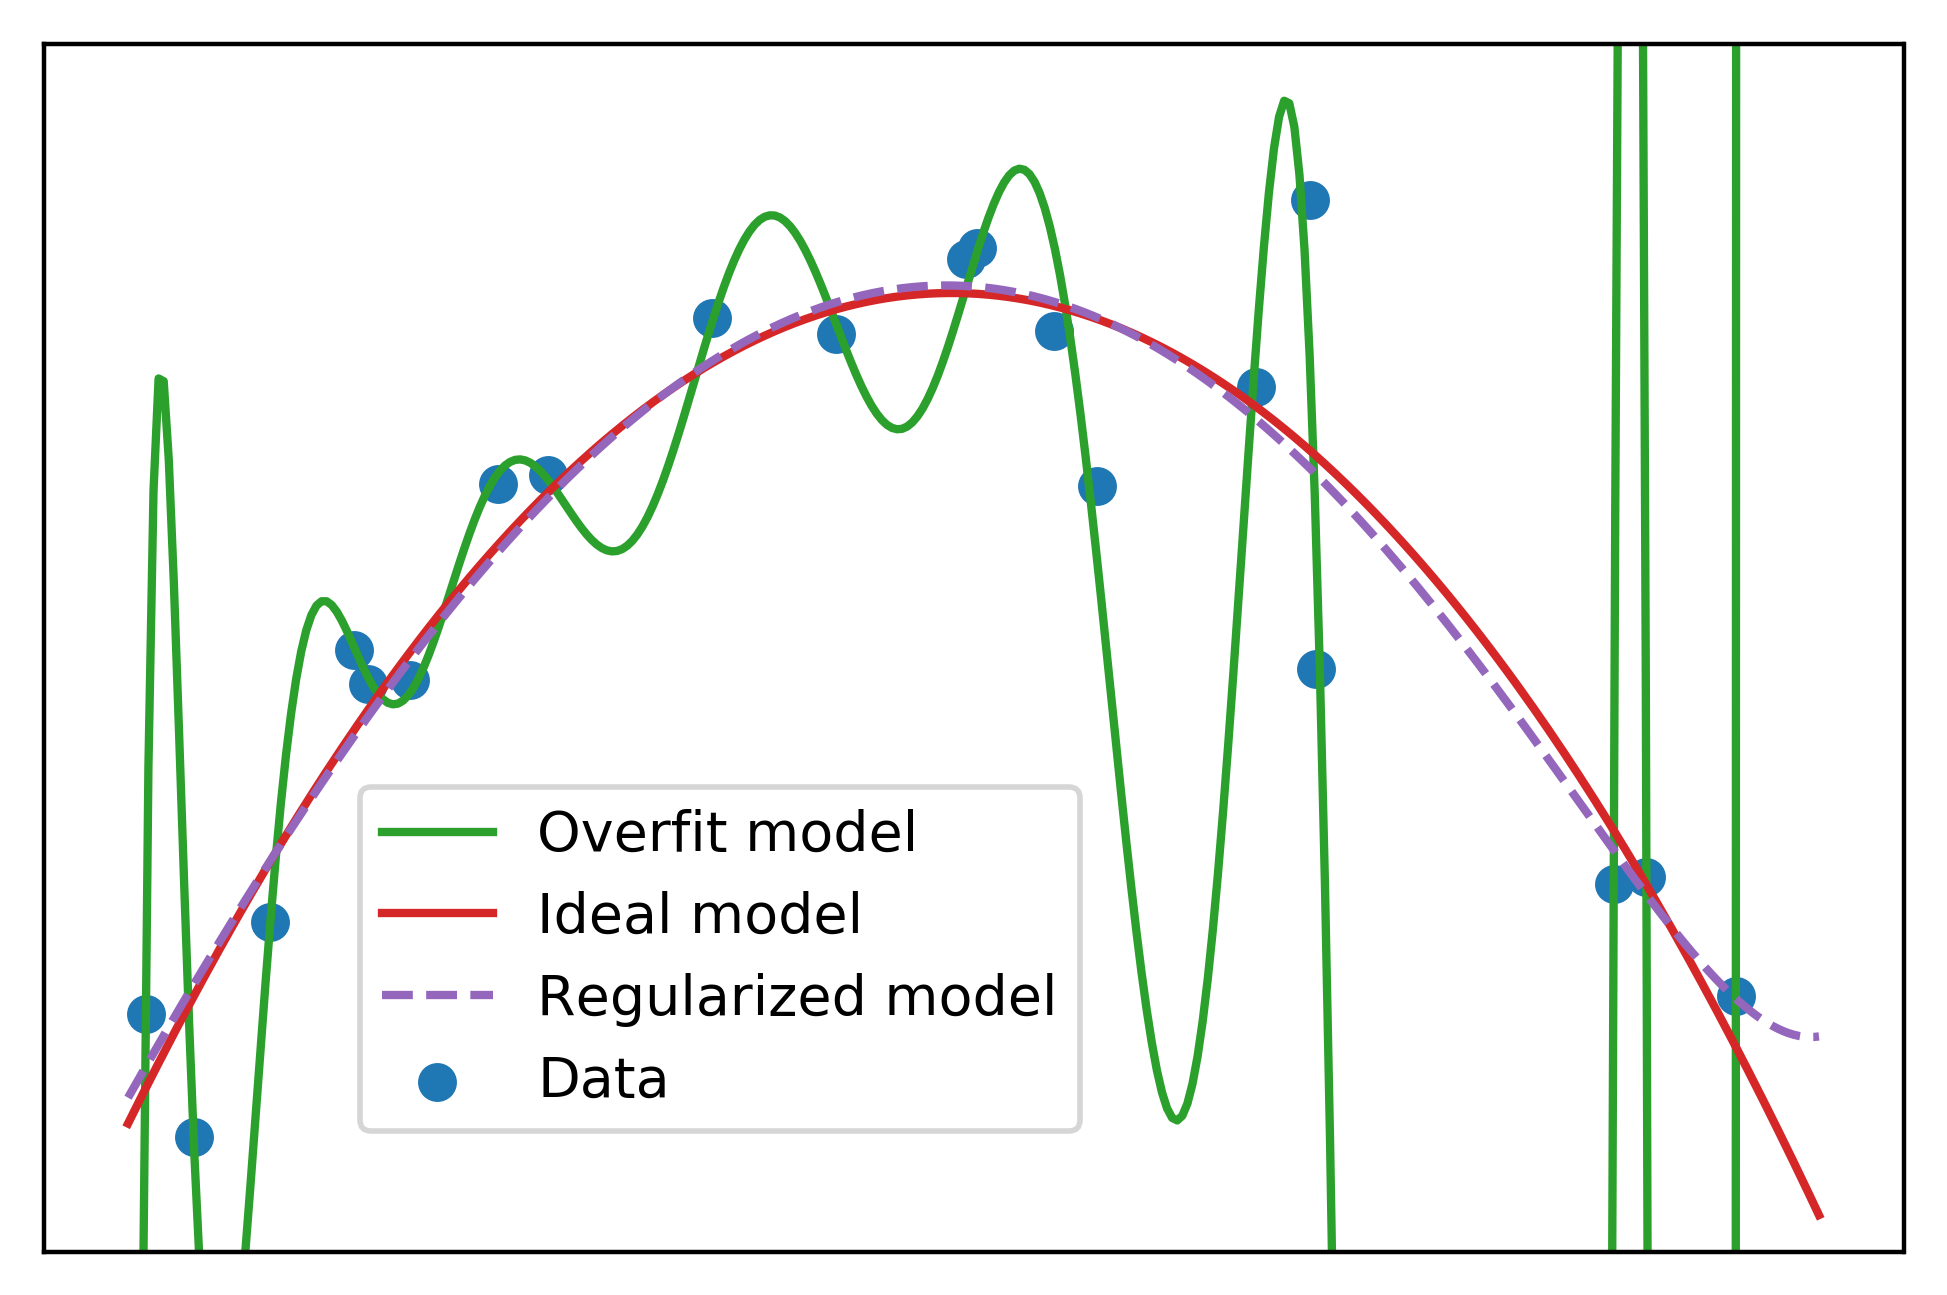 Overfit model
Ideal model
Regularized model
Data